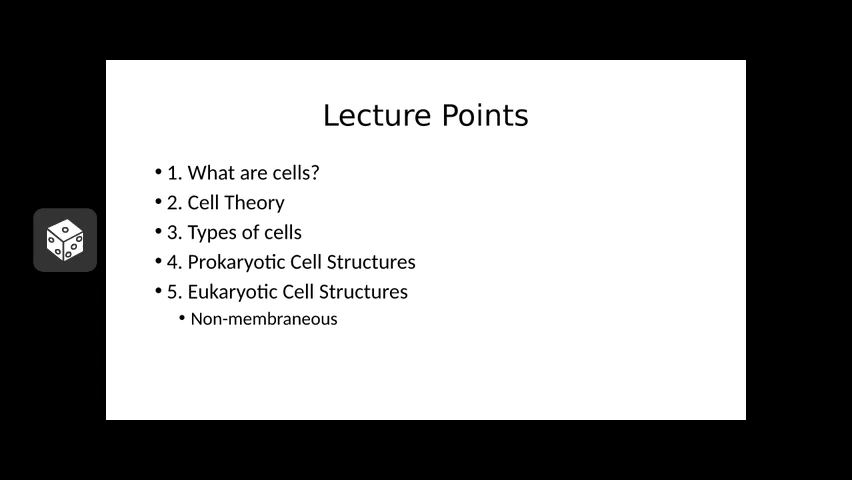 Lecture Points
• 1. What are cells?
• 2. Cell Theory
• 3. Types of cells
• 4. Prokaryotic Cell Structures
• 5. Eukaryotic Cell Structures
• Non-membraneous